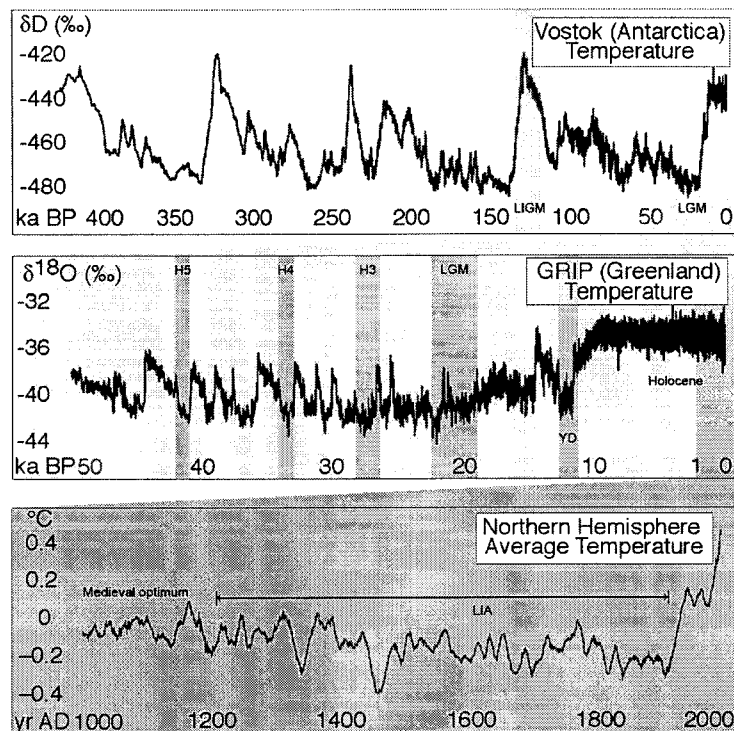 δD (‰)
Vostok (Antarctica)
Temperature
-420
-440
-460
-480
LIGM
LGM
ka BP 400 350 300 250 200 150 100 50 0
δ18O (‰)
H5 H4 H3 LGM
GRIP (Greenland)
Temperature
-32
-36
-40
-44
Holocene
YD
ka BP 50 40 30 20 10 1 0
°C
Northern Hemisphere
Average Temperature
0.4
0.2
Medieval optimum
0
LIA
-0.2
-0.4
yr AD 1000 1200 1400 1600 1800 2000